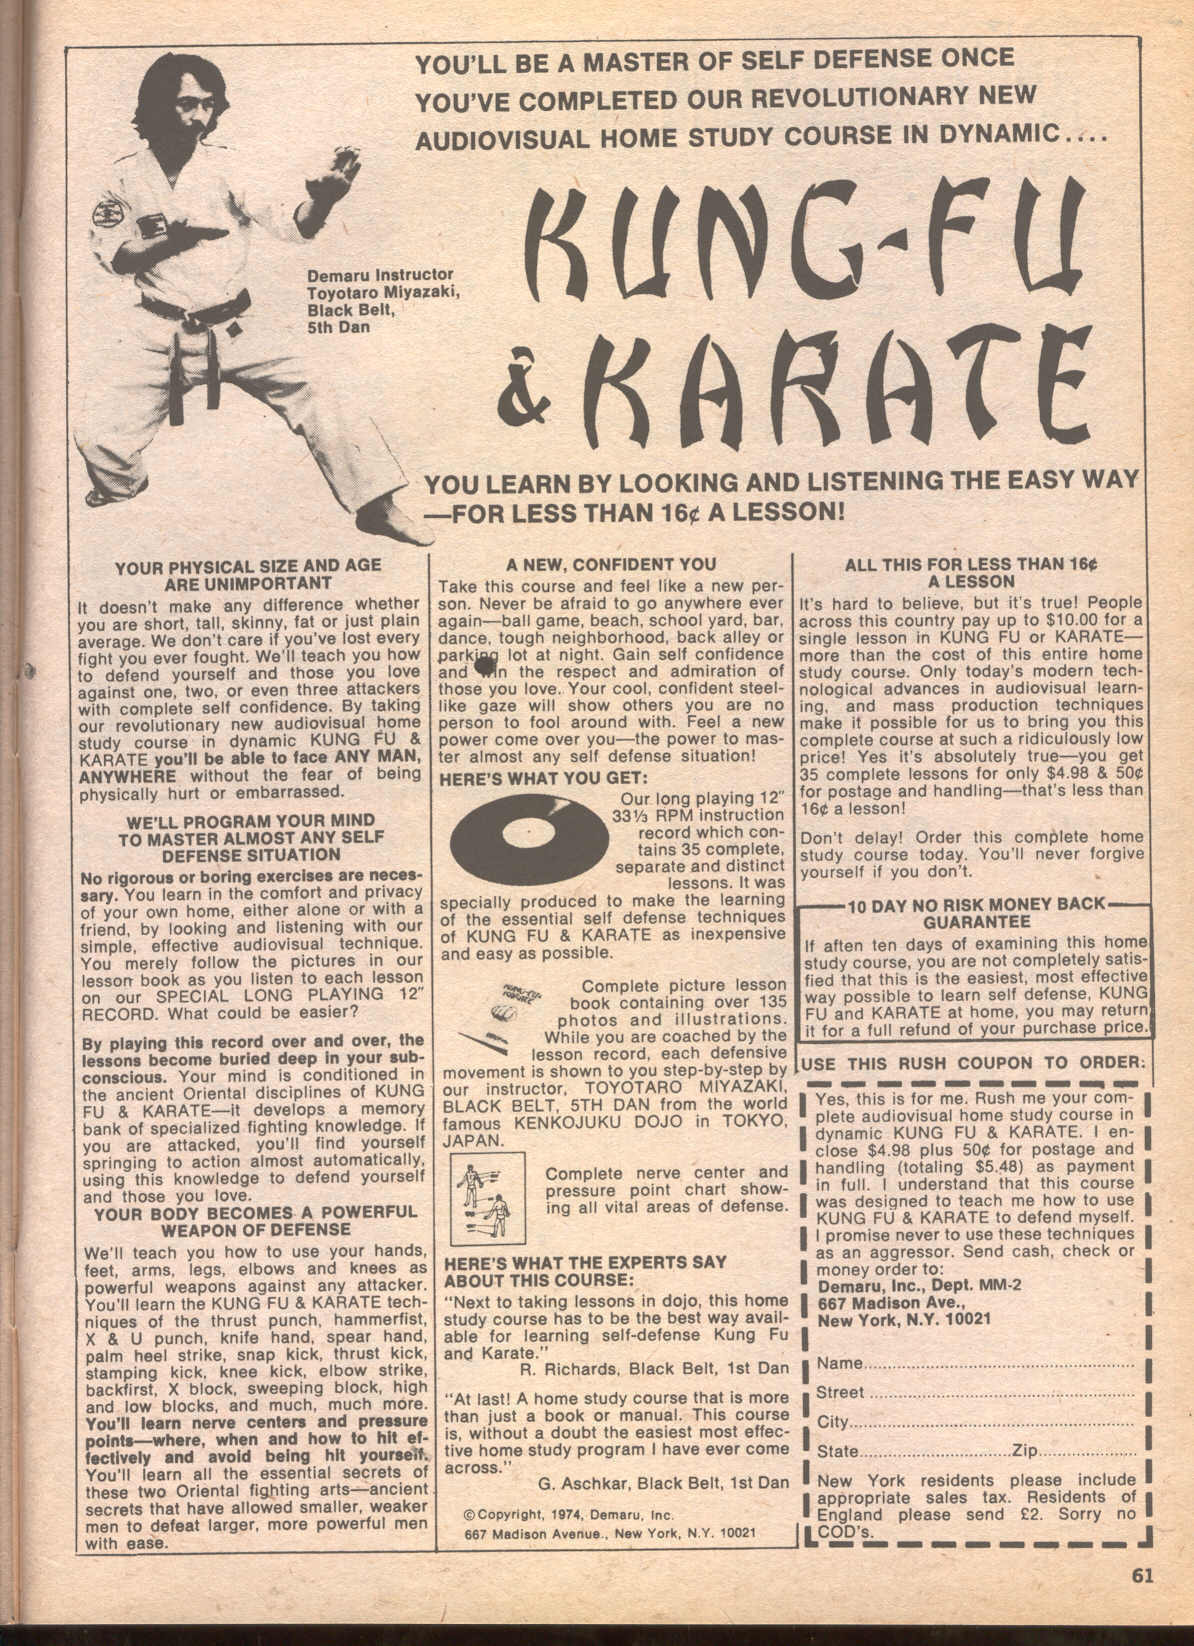 YOU'LL BE A MASTER OF SELF DEFENSE ONCE
YOU'VE COMPLETED OUR REVOLUTIONARY NEW
AUDIOVISUAL HOME STUDY COURSE IN DYNAMIC....
KUNG-FU
& KARATE
Demaru Instructor
Toyotaro Miyazaki,
Black Belt,
5th Dan
YOU LEARN BY LOOKING AND LISTENING THE EASY WAY
—FOR LESS THAN 16¢ A LESSON!
YOUR PHYSICAL SIZE AND AGE
ARE UNIMPORTANT
It doesn't make any difference whether
you are short, tall, skinny, fat or just plain
average. We don't care if you've lost every
fight you ever fought. We'll teach you how
to defend yourself and those you love
against one, two, or even three attackers
with complete self confidence. By taking
our revolutionary new audiovisual home
study course in dynamic KUNG FU &
KARATE you'll be able to face ANY MAN,
ANYWHERE without the fear of being
physically hurt or embarrassed.
WE'LL PROGRAM YOUR MIND
TO MASTER ALMOST ANY SELF
DEFENSE SITUATION
No rigorous or boring exercises are neces-
sary. You learn in the comfort and privacy
of your own home, either alone or with a
friend, by looking and listening with our
simple, effective audiovisual technique.
You merely follow the pictures in our
lesson book as you listen to each lesson
on our SPECIAL LONG PLAYING 12"
RECORD. What could be easier?
By playing this record over and over, the
lessons become buried deep in your sub-
conscious. Your mind is conditioned in
the ancient Oriental disciplines of KUNG
FU & KARATE—it develops a memory
bank of specialized fighting knowledge. If
you are attacked, you'll find yourself
springing to action almost automatically,
using this knowledge to defend yourself
and those you love.
YOUR BODY BECOMES A POWERFUL
WEAPON OF DEFENSE
We'll teach you how to use your hands,
feet, arms, legs, elbows and knees as
powerful weapons against any attacker.
You'll learn the KUNG FU & KARATE tech-
niques of the thrust punch, hammerfist,
X & U punch, knife hand, spear hand,
palm heel strike, snap kick, thrust kick,
stamping kick, knee kick, elbow strike,
backfirst, X block, sweeping block, high
and low blocks, and much, much more.
You'll learn nerve centers and pressure
points—where, when and how to hit ef-
fectively and avoid being hit yourself.
You'll learn all the essential secrets of
these two Oriental fighting arts—ancient
secrets that have allowed smaller, weaker
men to defeat larger, more powerful men
with ease.
A NEW, CONFIDENT YOU
Take this course and feel like a new per-
son. Never be afraid to go anywhere ever
again—ball game, beach, school yard, bar,
dance, tough neighborhood, back alley or
parking lot at night. Gain self confidence
and win the respect and admiration of
those you love. Your cool, confident steel-
like gaze will show others you are no
person to fool around with. Feel a new
power come over you—the power to mas-
ter almost any self defense situation!
HERE'S WHAT YOU GET:
Our long playing 12"
33⅓ RPM instruction
record which con-
tains 35 complete,
separate and distinct
lessons. It was
specially produced to make the learning
of the essential self defense techniques
of KUNG FU & KARATE as inexpensive
and easy as possible.
KUNG-FU
KARATE
Complete picture lesson
book containing over 135
photos and illustrations.
While you are coached by the
lesson record, each defensive
movement is shown to you step-by-step by
our instructor, TOYOTARO MIYAZAKI,
BLACK BELT, 5TH DAN from the world
famous KENKOJUKU DOJO in TOKYO,
JAPAN.
Complete nerve center and
pressure point chart show-
ing all vital areas of defense.
HERE'S WHAT THE EXPERTS SAY
ABOUT THIS COURSE:
"Next to taking lessons in dojo, this home
study course has to be the best way avail-
able for learning self-defense Kung Fu
and Karate."
R. Richards, Black Belt, 1st Dan
"At last! A home study course that is more
than just a book or manual. This course
is, without a doubt the easiest most effec-
tive home study program I have ever come
across."
G. Aschkar, Black Belt, 1st Dan
©Copyright, 1974, Demaru, Inc.
667 Madison Avenue., New York, N.Y. 10021
ALL THIS FOR LESS THAN 16¢
A LESSON
It's hard to believe, but it's true! People
across this country pay up to $10.00 for a
single lesson in KUNG FU or KARATE—
more than the cost of this entire home
study course. Only today's modern tech-
nological advances in audiovisual learn-
ing, and mass production techniques
make it possible for us to bring you this
complete course at such a ridiculously low
price! Yes it's absolutely true—you get
35 complete lessons for only $4.98 & 50¢
for postage and handling—that's less than
16¢ a lesson!
Don't delay! Order this complete home
study course today. You'll never forgive
yourself if you don't.
10 DAY NO RISK MONEY BACK
GUARANTEE
If aften ten days of examining this home
study course, you are not completely satis-
fied that this is the easiest, most effective
way possible to learn self defense, KUNG
FU and KARATE at home, you may return
it for a full refund of your purchase price.
USE THIS RUSH COUPON TO ORDER:
Yes, this is for me. Rush me your com-
plete audiovisual home study course in
dynamic KUNG FU & KARATE. I en-
close $4.98 plus 50¢ for postage and
handling (totaling $5.48) as payment
in full. I understand that this course
was designed to teach me how to use
KUNG FU & KARATE to defend myself.
I promise never to use these techniques
as an aggressor. Send cash, check or
money order to:
Demaru, Inc., Dept. MM-2
667 Madison Ave.,
New York, N.Y. 10021
Name
Street
City
State Zip
New York residents please include
appropriate sales tax. Residents of
England please send £2. Sorry no
COD's.
61